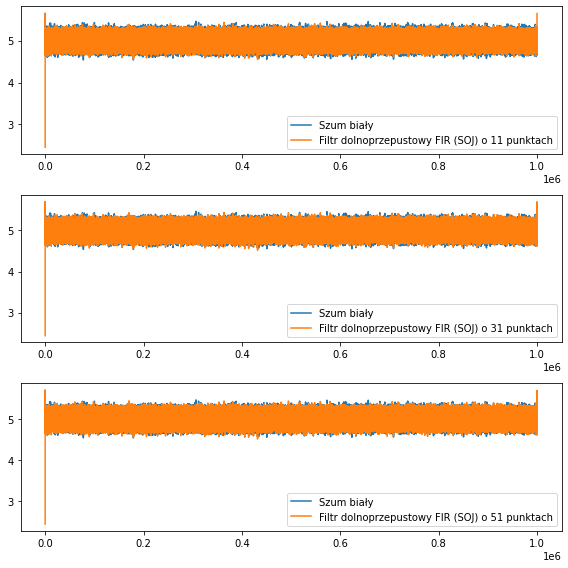 5
4
3
Szum biały
Filtr dolnoprzepustowy FIR (SOJ) o 11 punktach
0.0 0.2 0.4 0.6 0.8 1.0
1e6
5
4
3
Szum biały
Filtr dolnoprzepustowy FIR (SOJ) o 31 punktach
0.0 0.2 0.4 0.6 0.8 1.0
1e6
5
4
3
Szum biały
Filtr dolnoprzepustowy FIR (SOJ) o 51 punktach
0.0 0.2 0.4 0.6 0.8 1.0
1e6